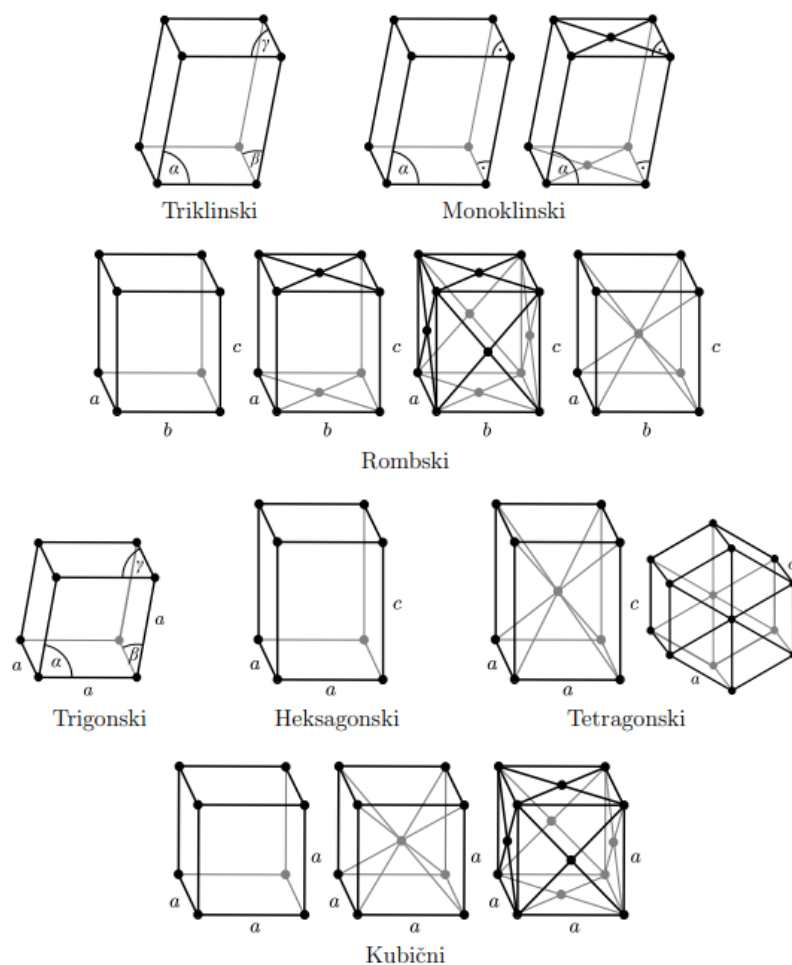 γ
α β α α
Triklinski Monoklinski
c c c c
a a a a
b b b b
Rombski
γ a
a c c
a α β a a a
a a a
Trigonski Heksagonski Tetragonski
a a a
a a a
a a a
Kubični